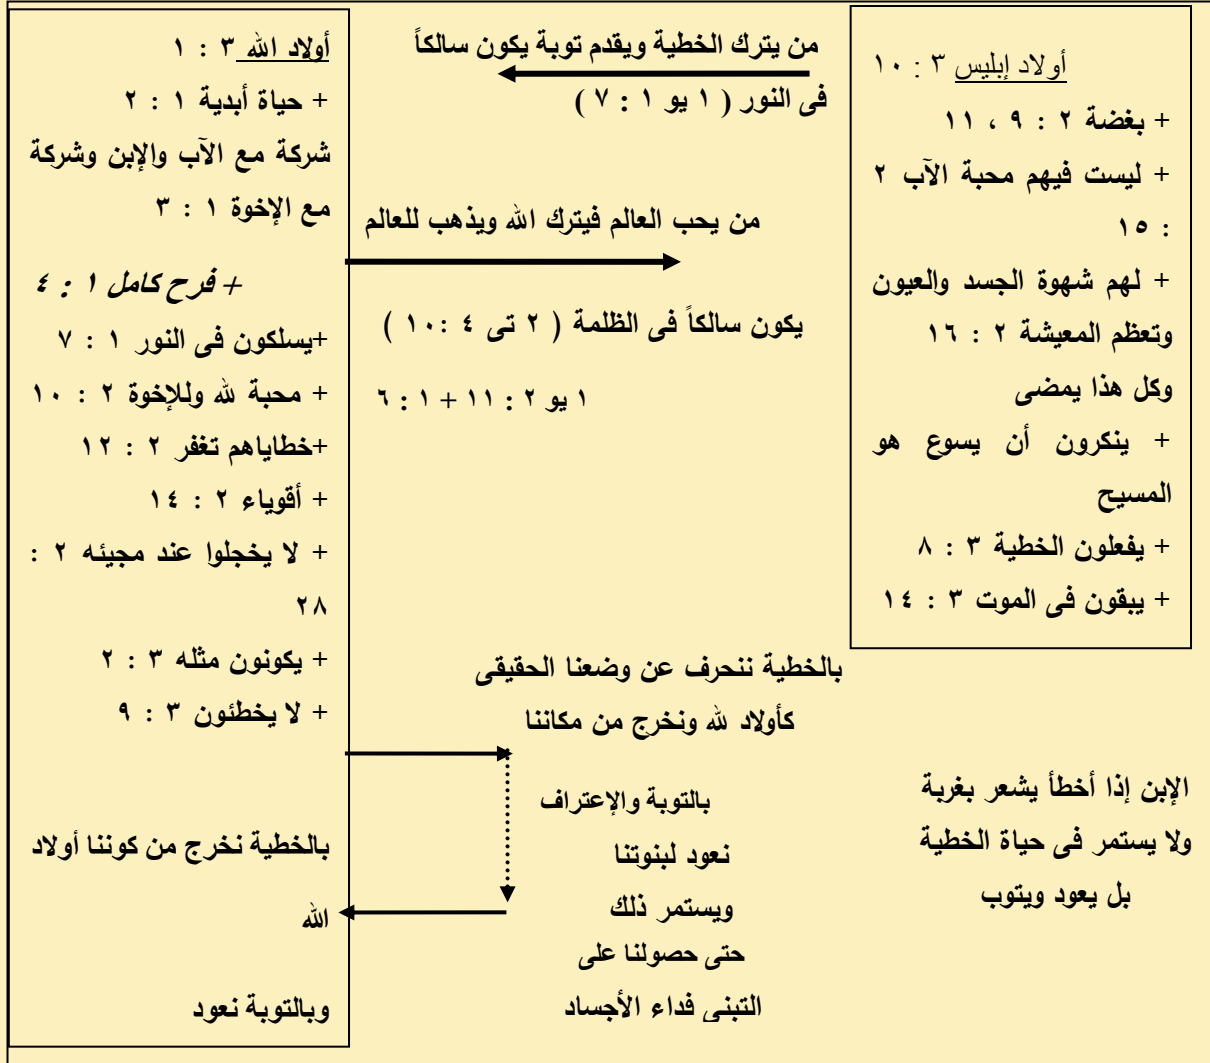 أولاد إبليس ٣ : ١٠
+ بغضة ٢ : ٩ ، ١١
+ ليست فيهم محبة الآب ٢
: ١٥
+ لهم شهوة الجسد والعيون
وتعظم المعيشة ٢ : ١٦
وكل هذا يمضى
+ ينكرون أن يسوع هو
المسيح
+ يفعلون الخطية ٣ : ٨
+ يبقون فى الموت ٣ : ١٤
من يترك الخطية ويقدم توبة يكون سالكاً
فى النور ( ١ يو ١ : ٧ )
من يحب العالم فيترك الله ويذهب للعالم
يكون سالكاً فى الظلمة ( ٢ تى ٤ :١٠ )
١ يو ٢ : ١١ + ١ : ٦
أولاد الله ٣ : ١
+ حياة أبدية ١ : ٢
شركة مع الآب والإبن وشركة
مع الإخوة ١ : ٣
+ فرح كامل ١ : ٤
+يسلكون فى النور ١ : ٧
+ محبة لله وللإخوة ٢ : ١٠
+خطاياهم تغفر ٢ : ١٢
+ أقوياء ٢ : ١٤
+ لا يخجلوا عند مجيئه ٢ :
٢٨
+ يكونون مثله ٣ : ٢
+ لا يخطئون ٣ : ٩
بالخطية نخرج من كوننا أولاد
الله
وبالتوبة نعود
بالخطية ننحرف عن وضعنا الحقيقى
كأولاد لله ونخرج من مكاننا
بالتوبة والإعتراف
نعود لبنوتنا
ويستمر ذلك
حتى حصولنا على
التبنى فداء الأجساد
الإبن إذا أخطأ يشعر بغربة
ولا يستمر فى حياة الخطية
بل يعود ويتوب